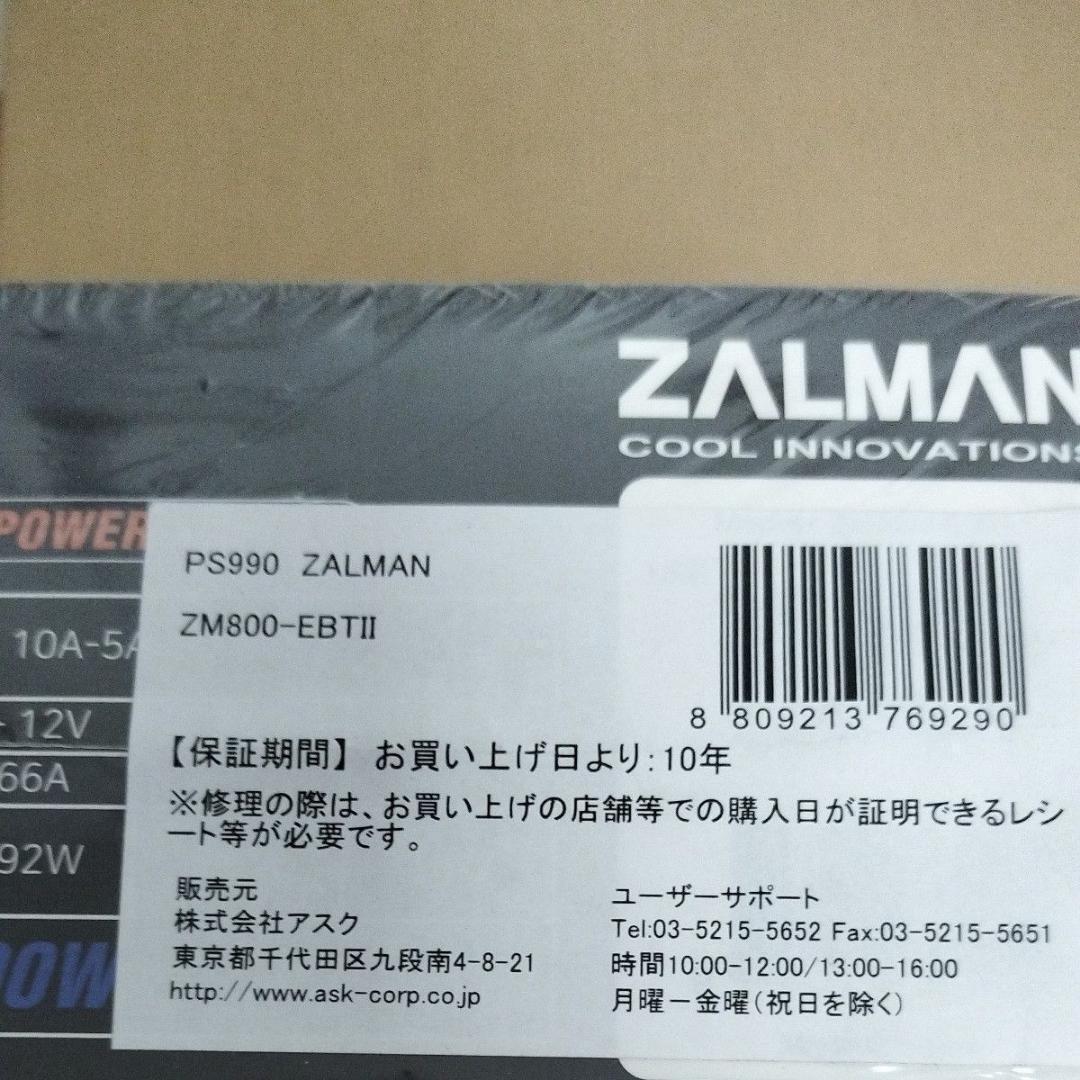 ZALMAN
COOL INNOVATIONS
POWER
10A-5A
12V
66A
92W
PS990 ZALMAN
ZM800-EBTII
8 809213 769290
【保証期間】 お買い上げ日より:10年
※修理の際は、お買い上げの店舗等での購入日が証明できるレシ
ート等が必要です。
販売元
株式会社アスク
東京都千代田区九段南4-8-21
http://www.ask-corp.co.jp
ユーザーサポート
Tel:03-5215-5652 Fax:03-5215-5651
時間10:00-12:00/13:00-16:00
月曜－金曜(祝日を除く)